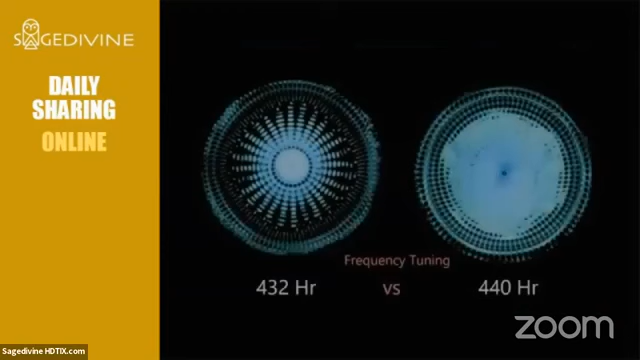 SAGEDIVINE
DAILY
SHARING
ONLINE
Frequency Tuning
432 Hr vs 440 Hr
zoom
Sagedivine HDTIX.com